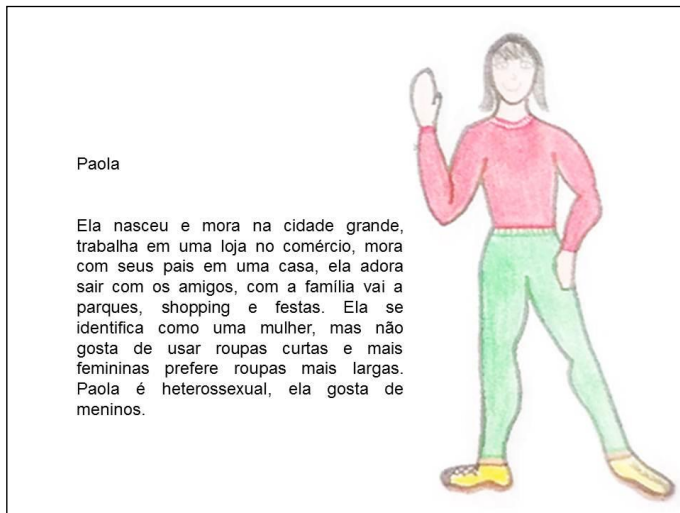 Paola
Ela nasceu e mora na cidade grande,
trabalha em uma loja no comércio, mora
com seus pais em uma casa, ela adora
sair com os amigos, com a família vai a
parques, shopping e festas. Ela se
identifica como uma mulher, mas não
gosta de usar roupas curtas e mais
femininas prefere roupas mais largas.
Paola é heterossexual, ela gosta de
meninos.